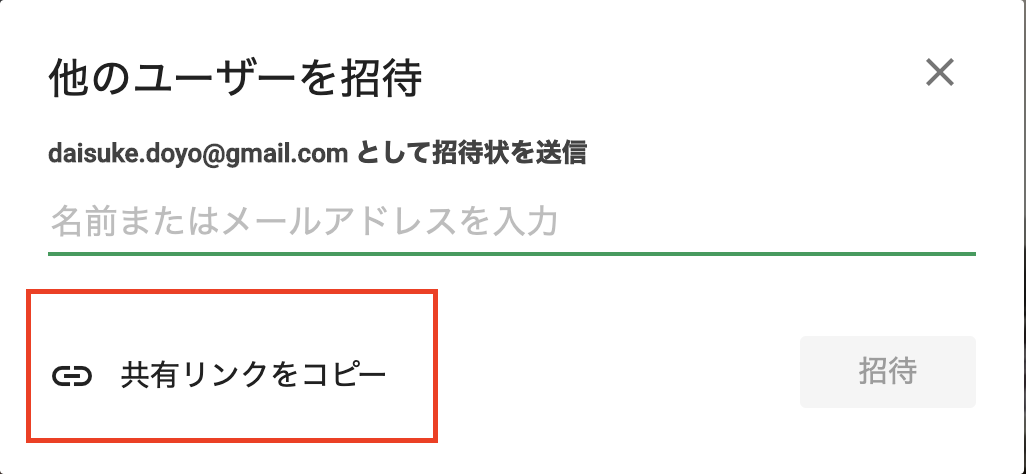 他のユーザーを招待
daisuke.doyo@gmail.com として招待状を送信
名前またはメールアドレスを入力
共有リンクをコピー
招待